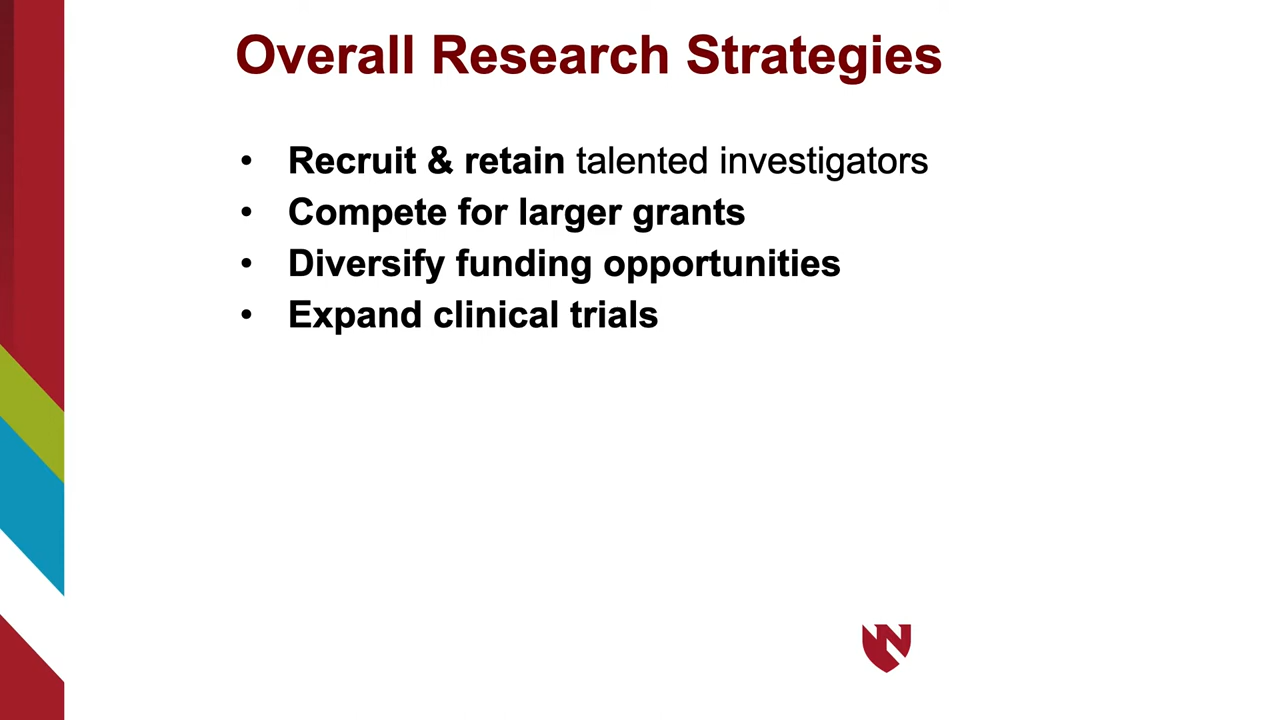 Overall Research Strategies
• Recruit & retain talented investigators
• Compete for larger grants
• Diversify funding opportunities
• Expand clinical trials